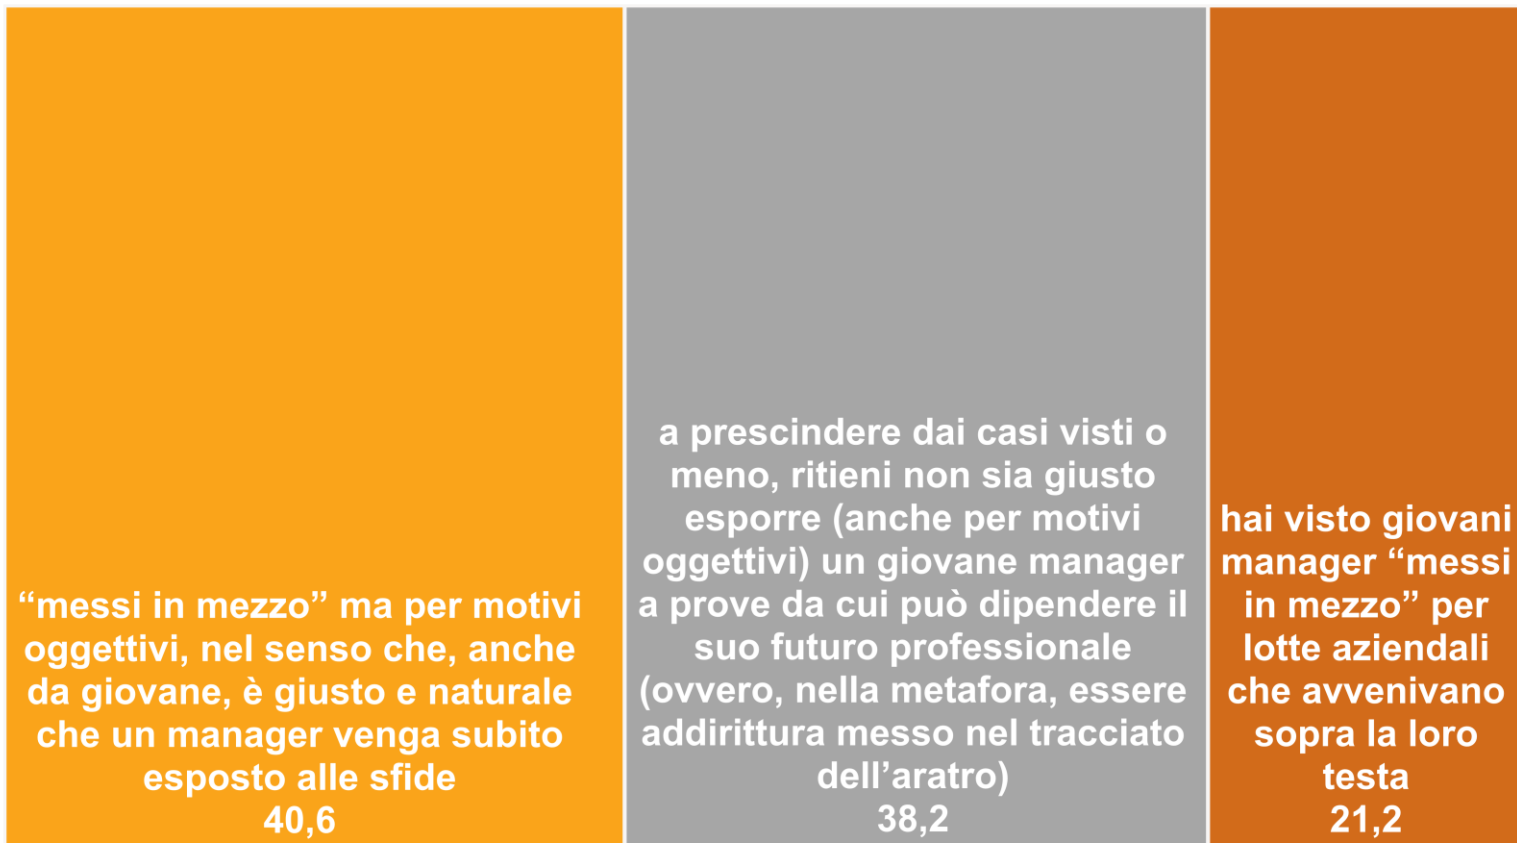 “messi in mezzo” ma per motivi
oggettivi, nel senso che, anche
da giovane, è giusto e naturale
che un manager venga subito
esposto alle sfide
40,6
a prescindere dai casi visti o
meno, ritieni non sia giusto
esporre (anche per motivi
oggettivi) un giovane manager
a prove da cui può dipendere il
suo futuro professionale
(ovvero, nella metafora, essere
addirittura messo nel tracciato
dell’aratro)
38,2
hai visto giovani
manager “messi
in mezzo” per
lotte aziendali
che avvenivano
sopra la loro
testa
21,2